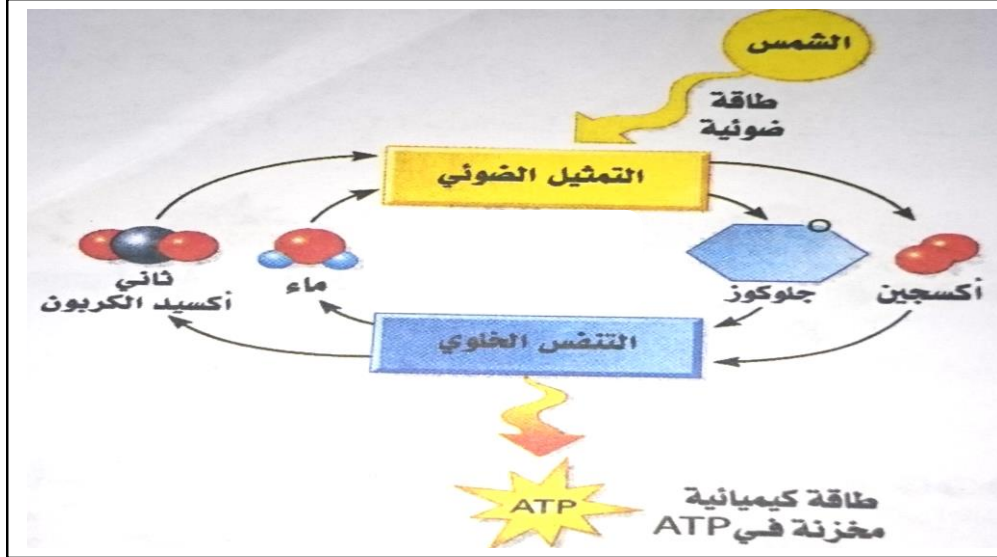 الشمس
طاقة
ضوئية
التمثيل الضوئي
أكسجين
جلوكوز
ماء
ثاني
أكسيد الكربون
التنفس الخلوي
ATP
طاقة كيميائية
مخزنة في ATP